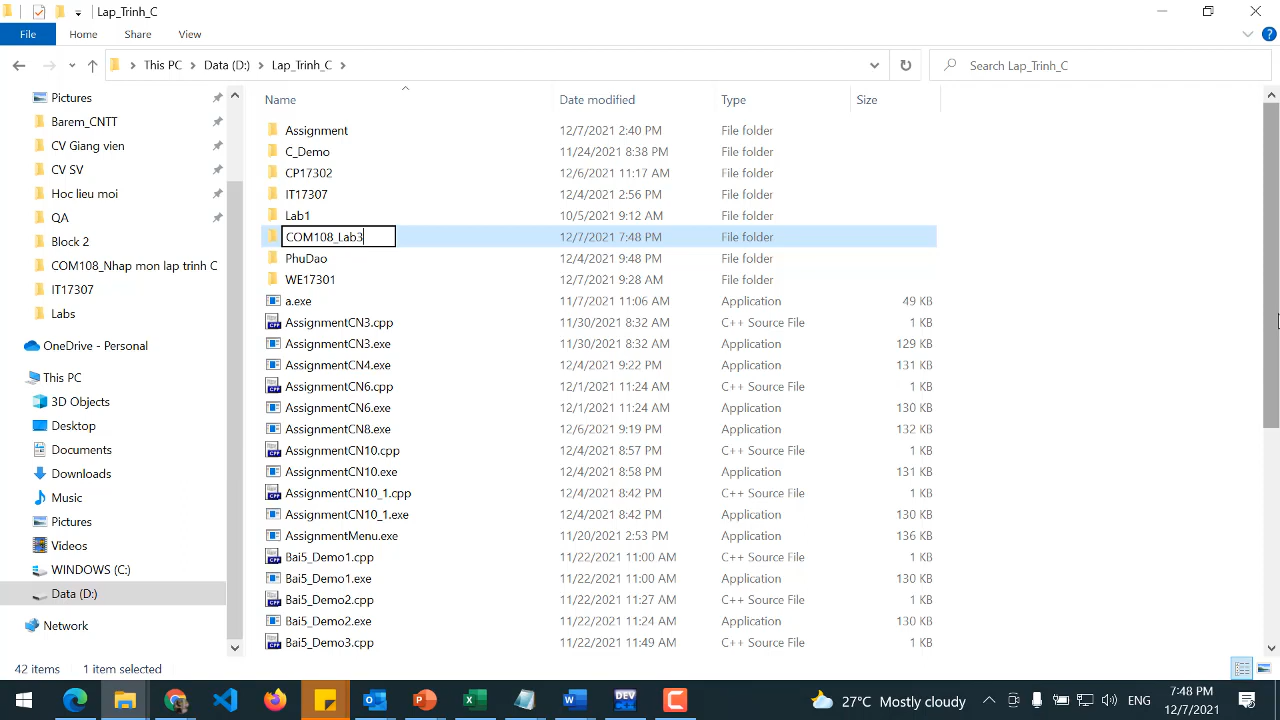 Lap_Trinh_C
File Home Share View
This PC Data (D:) Lap_Trinh_C
Search Lap_Trinh_C
Name Date modified Type Size
Pictures
Barem_CNTT
CV Giang vien
CV SV
Hoc lieu moi
QA
Block 2
COM108_Nhap mon lap trinh C
IT17307
Labs
OneDrive - Personal
This PC
3D Objects
Desktop
Documents
Downloads
Music
Pictures
Videos
WINDOWS (C:)
Data (D:)
Network
Assignment 12/7/2021 2:40 PM File folder
C_Demo 11/24/2021 8:38 PM File folder
CP17302 12/6/2021 11:17 AM File folder
IT17307 12/4/2021 2:56 PM File folder
Lab1 10/5/2021 9:12 AM File folder
COM108_Lab3 12/7/2021 7:48 PM File folder
PhuDao 12/4/2021 9:48 PM File folder
WE17301 12/7/2021 9:28 AM File folder
a.exe 11/7/2021 11:06 AM Application 49 KB
AssignmentCN3.cpp 11/30/2021 8:32 AM C++ Source File 1 KB
AssignmentCN3.exe 11/30/2021 8:32 AM Application 129 KB
AssignmentCN4.exe 12/4/2021 9:22 PM Application 131 KB
AssignmentCN6.cpp 12/1/2021 11:24 AM C++ Source File 1 KB
AssignmentCN6.exe 12/1/2021 11:24 AM Application 130 KB
AssignmentCN8.exe 12/6/2021 9:19 PM Application 132 KB
AssignmentCN10.cpp 12/4/2021 8:57 PM C++ Source File 1 KB
AssignmentCN10.exe 12/4/2021 8:58 PM Application 131 KB
AssignmentCN10_1.cpp 12/4/2021 8:42 PM C++ Source File 1 KB
AssignmentCN10_1.exe 12/4/2021 8:42 PM Application 130 KB
AssignmentMenu.exe 11/20/2021 2:53 PM Application 136 KB
Bai5_Demo1.cpp 11/22/2021 11:00 AM C++ Source File 1 KB
Bai5_Demo1.exe 11/22/2021 11:00 AM Application 130 KB
Bai5_Demo2.cpp 11/22/2021 11:27 AM C++ Source File 1 KB
Bai5_Demo2.exe 11/22/2021 11:24 AM Application 130 KB
Bai5_Demo3.cpp 11/22/2021 11:49 AM C++ Source File 1 KB
42 items 1 item selected
27°C Mostly cloudy ENG 7:48 PM
12/7/2021